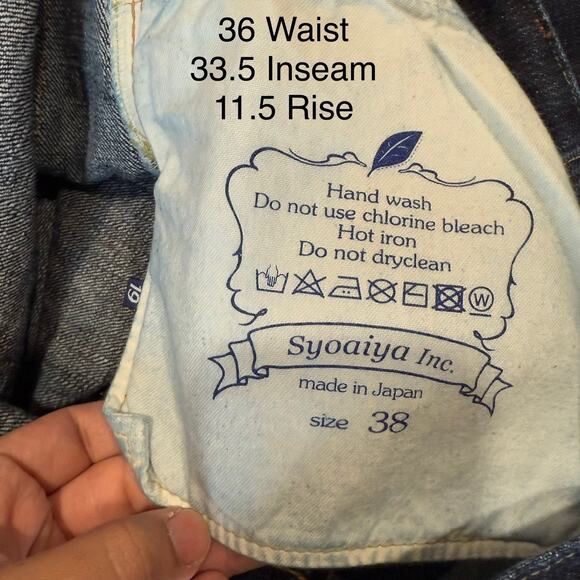 36 Waist
33.5 Inseam
11.5 Rise
Hand wash
Do not use chlorine bleach
Hot iron
Do not dryclean
W
Syoaiya Inc.
made in Japan
size 38